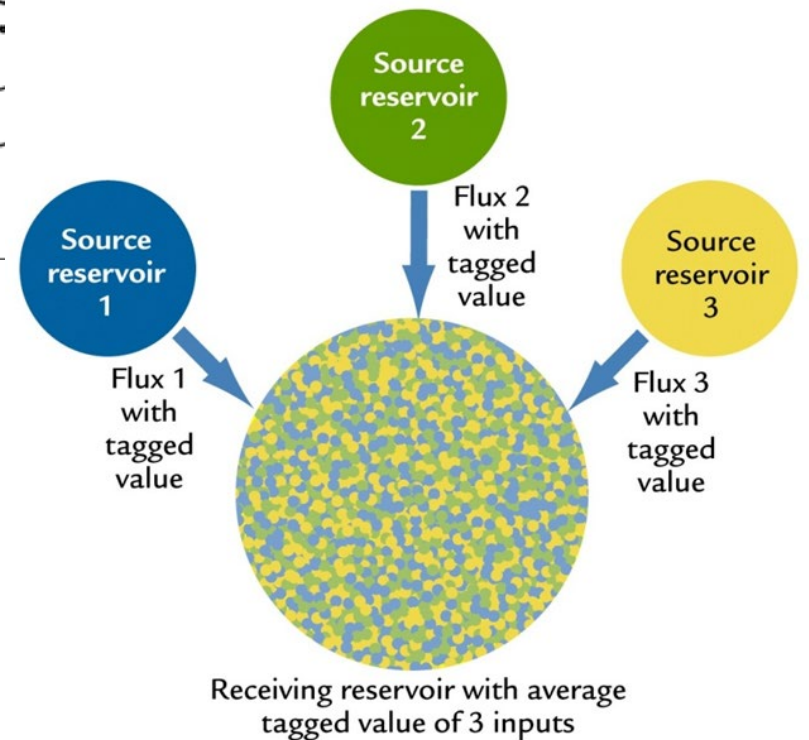 Source
reservoir
2
Source
reservoir
1
Source
reservoir
3
Flux 2
with
tagged
value
Flux 1
with
tagged
value
Flux 3
with
tagged
value
Receiving reservoir with average
tagged value of 3 inputs